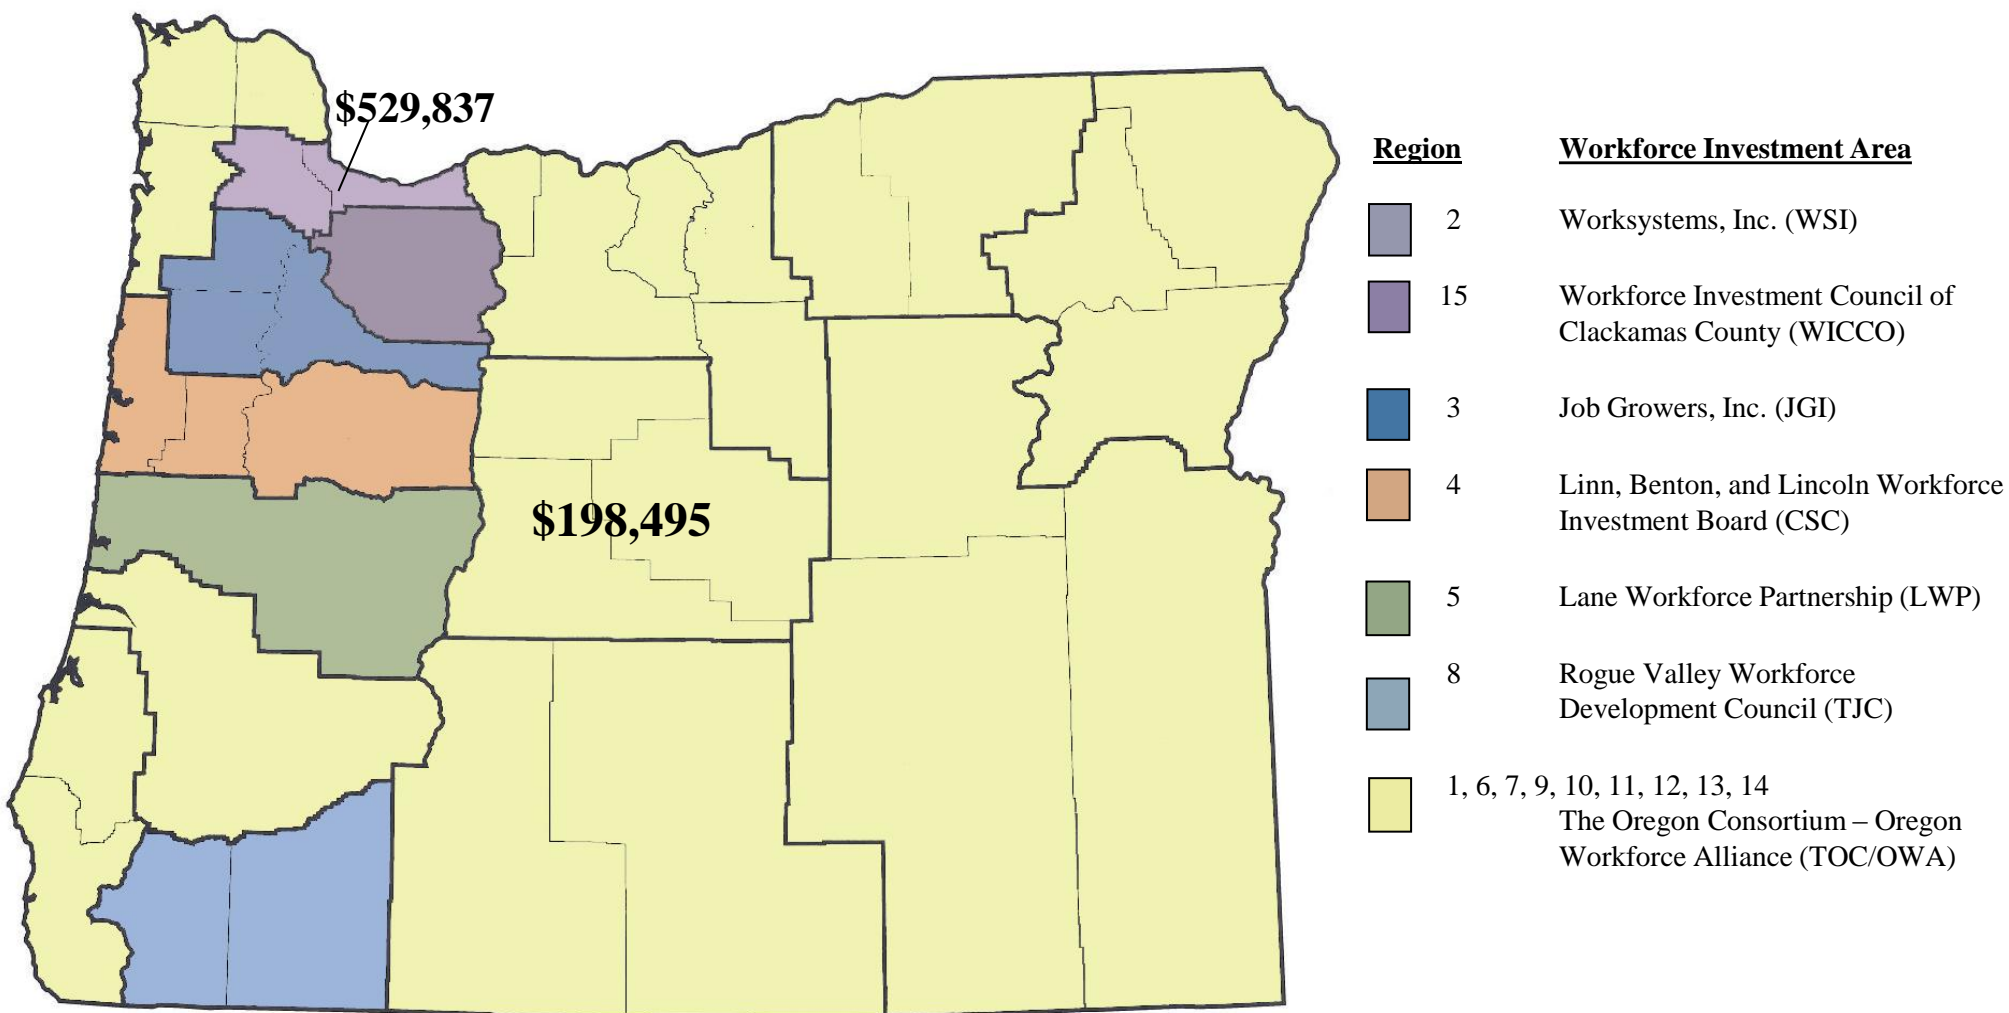 $529,837
$198,495
Region Workforce Investment Area
2 Worksystems, Inc. (WSI)
15 Workforce Investment Council of
Clackamas County (WICCO)
3 Job Growers, Inc. (JGI)
4 Linn, Benton, and Lincoln Workforce
Investment Board (CSC)
5 Lane Workforce Partnership (LWP)
8 Rogue Valley Workforce
Development Council (TJC)
1, 6, 7, 9, 10, 11, 12, 13, 14
The Oregon Consortium – Oregon
Workforce Alliance (TOC/OWA)